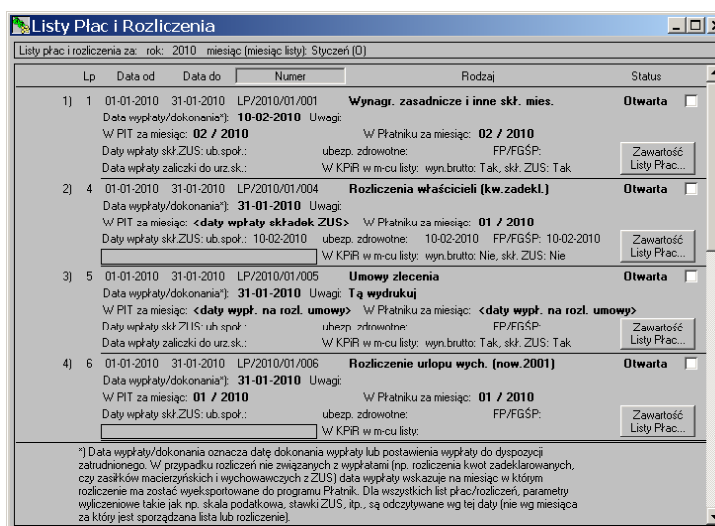 Listy Płac i Rozliczenia
Listy płac i rozliczenia za: rok: 2010 miesiąc (miesiąc listy): Styczeń (0)
Lp Data od Data do Numer Rodzaj Status
1) 1 01-01-2010 31-01-2010 LP/2010/01/001 Wynagr. zasadnicze i inne skł. mies. Otwarta
Data wypłaty/dokonania*): 10-02-2010 Uwagi:
W PIT za miesiąc: 02 / 2010 W Płatniku za miesiąc: 02 / 2010
Daty wpłaty skł.ZUS: ub.społ.: ubezp. zdrowotne: FP/FGŚP: Zawartość
Data wpłaty zaliczki do urz.sk.: W KPiR w m-cu listy: wyn.brutto: Tak, skł. ZUS: Tak Listy Płac...
2) 4 01-01-2010 31-01-2010 LP/2010/01/004 Rozliczenia właścicieli (kw.zadekl.) Otwarta
Data wypłaty/dokonania*): 31-01-2010 Uwagi:
W PIT za miesiąc: <daty wpłaty składek ZUS> W Płatniku za miesiąc: 01 / 2010
Daty wpłaty skł.ZUS: ub.społ.: 10-02-2010 ubezp. zdrowotne: 10-02-2010 FP/FGŚP: 10-02-2010 Zawartość
W KPiR w m-cu listy: wyn.brutto: Nie, skł. ZUS: Nie Listy Płac...
3) 5 01-01-2010 31-01-2010 LP/2010/01/005 Umowy zlecenia Otwarta
Data wypłaty/dokonania*): 31-01-2010 Uwagi: Tą wydrukuj
W PIT za miesiąc: <daty wypł. na rozl. umowy> W Płatniku za miesiąc: <daty wypł. na rozl. umowy>
Daty wpłaty skł.ZUS: ub.społ.: ubezp. zdrowotne: FP/FGŚP: Zawartość
Data wpłaty zaliczki do urz.sk.: W KPiR w m-cu listy: wyn.brutto: Tak, skł. ZUS: Tak Listy Płac...
4) 6 01-01-2010 31-01-2010 LP/2010/01/006 Rozliczenie urlopu wych. (now.2001) Otwarta
Data wypłaty/dokonania*): 31-01-2010 Uwagi:
W PIT za miesiąc: 01 / 2010 W Płatniku za miesiąc: 01 / 2010
Daty wpłaty skł.ZUS: ub.społ.: ubezp. zdrowotne: FP/FGŚP: Zawartość
W KPiR w m-cu listy: Listy Płac...
*) Data wypłaty/dokonania oznacza datę dokonania wypłaty lub postawienia wypłaty do dyspozycji
zatrudnionego. W przypadku rozliczeń nie związanych z wypłatami (np. rozliczenia kwot zadeklarowanych,
czy zasiłków macierzyńskich i wychowawczych z ZUS) data wypłaty wskazuje na miesiąc w którym
rozliczenie ma zostać wyeksportowane do programu Płatnik. Dla wszystkich list płac/rozliczeń, parametry
wyliczeniowe takie jak np. skala podatkowa, stawki ZUS, itp., są odczytywane wg tej daty (nie wg miesiąca
za który jest sporządzana lista lub rozliczenie).